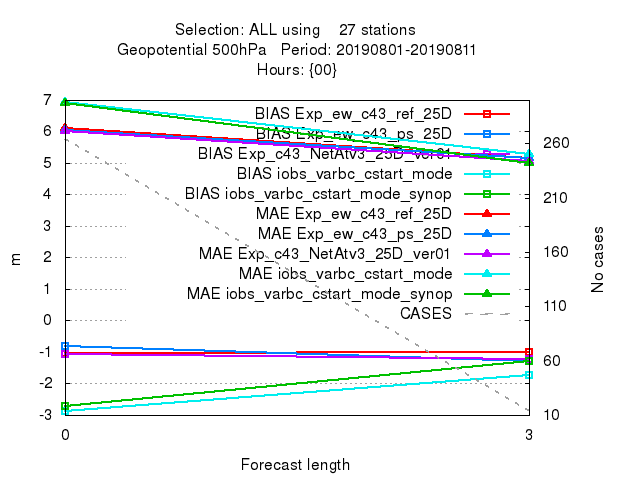 Selection: ALL using    27 stations
Geopotential 500hPa   Period: 20190801-20190811
Hours: {00}
7
6
5
4
3
2
1
0
-1
-2
-3
m
BIAS Exp_ew_c43_ref_25D
BIAS Exp_ew_c43_ps_25D
BIAS Exp_c43_NetAtv3_25D_ver01
BIAS iobs_varbc_cstart_mode
BIAS iobs_varbc_cstart_mode_synop
MAE Exp_ew_c43_ref_25D
MAE Exp_ew_c43_ps_25D
MAE Exp_c43_NetAtv3_25D_ver01
MAE iobs_varbc_cstart_mode
MAE iobs_varbc_cstart_mode_synop
CASES
260
210
160
110
60
10
No cases
0
3
Forecast length